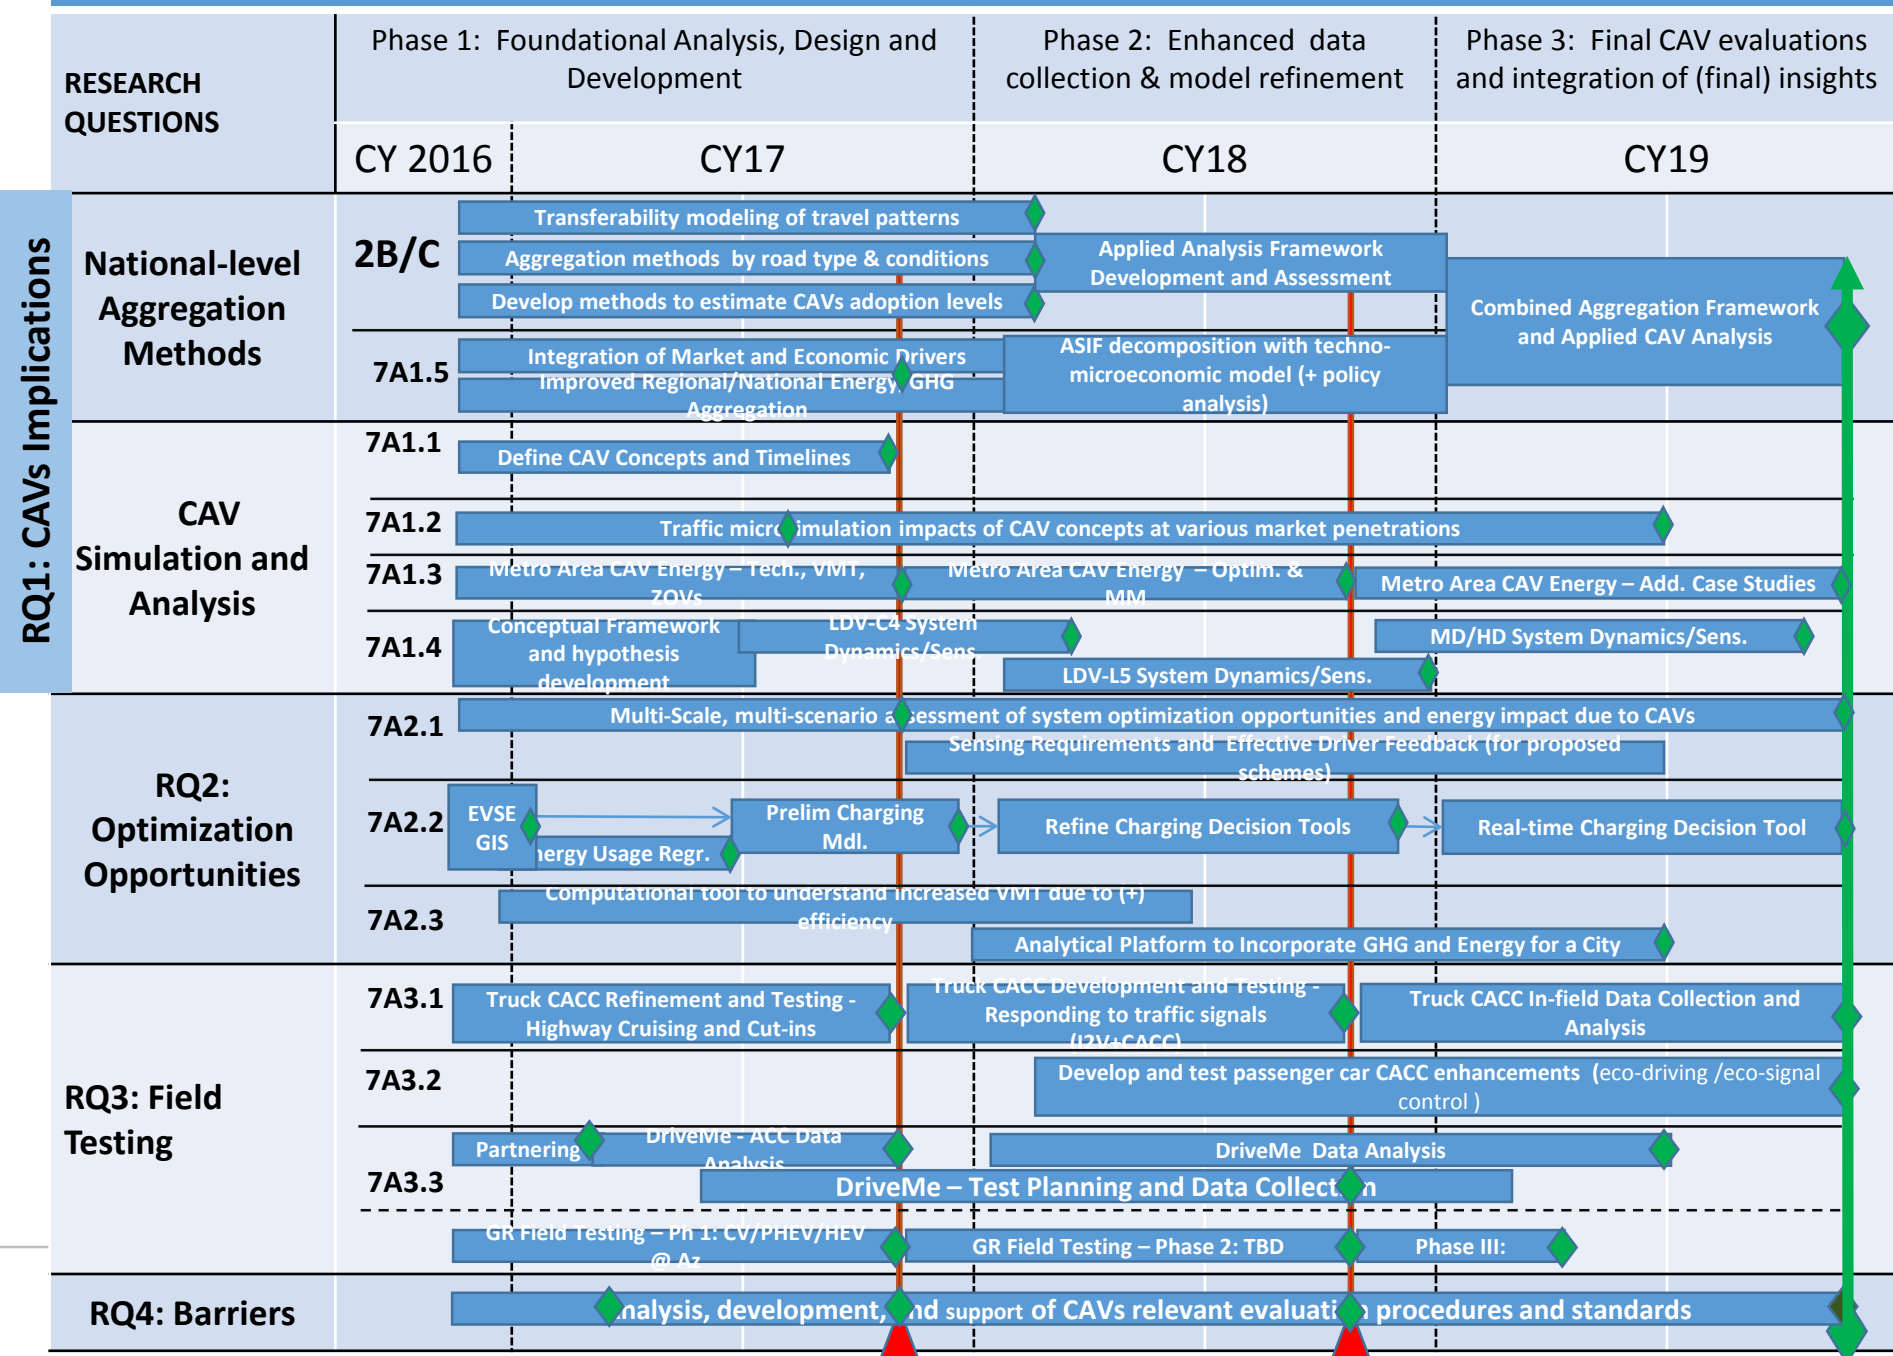 RESEARCH
QUESTIONS
Phase 1:  Foundational Analysis, Design and
Development
Phase 2:  Enhanced  data
collection & model refinement
Phase 3:  Final CAV evaluations
and integration of (final) insights
CY 2016
CY17
CY18
CY19
RQ1: CAVs Implications
National-level
Aggregation
Methods
2B/C
Transferability modeling of travel patterns
Aggregation methods  by road type & conditions
Develop methods to estimate CAVs adoption levels
Applied Analysis Framework
Development and Assessment
Combined Aggregation Framework
and Applied CAV Analysis
7A1.5
Integration of Market and Economic Drivers
Improved Regional/National Energy, GHG
Aggregation
ASIF decomposition with techno-
microeconomic model (+ policy
analysis)
CAV
Simulation and
Analysis
7A1.1
Define CAV Concepts and Timelines
7A1.2
Traffic microsimulation impacts of CAV concepts at various market penetrations
7A1.3
Metro Area CAV Energy – Tech., VMT,
ZOVs
Metro Area CAV Energy  – Optim. &
MM
Metro Area CAV Energy – Add. Case Studies
7A1.4
Conceptual Framework
and hypothesis
development
LDV-C4 System
Dynamics/Sens.
LDV-L5 System Dynamics/Sens.
MD/HD System Dynamics/Sens.
RQ2:
Optimization
Opportunities
7A2.1
Multi-Scale, multi-scenario assessment of system optimization opportunities and energy impact due to CAVs
Sensing Requirements and  Effective Driver Feedback (for proposed
schemes)
7A2.2
EVSE
GIS
nergy Usage Regr.
Prelim Charging
Mdl.
Refine Charging Decision Tools
Real-time Charging Decision Tool
7A2.3
Computational tool to understand increased VMT due to (+)
efficiency
Analytical Platform to Incorporate GHG and Energy for a City
RQ3: Field
Testing
7A3.1
Truck CACC Refinement and Testing -
Highway Cruising and Cut-ins
Truck CACC Development and Testing -
Responding to traffic signals
(I2V+CACC)
Truck CACC In-field Data Collection and
Analysis
7A3.2
Develop and test passenger car CACC enhancements  (eco-driving /eco-signal
control )
7A3.3
Partnering
DriveMe - ACC Data
Analysis
DriveMe  Data Analysis
DriveMe – Test Planning and Data Collection
GR Field Testing – Ph 1: CV/PHEV/HEV
@ Az
GR Field Testing – Phase 2: TBD
Phase III:
RQ4: Barriers
nalysis, development, and support of CAVs relevant evaluation procedures and standards